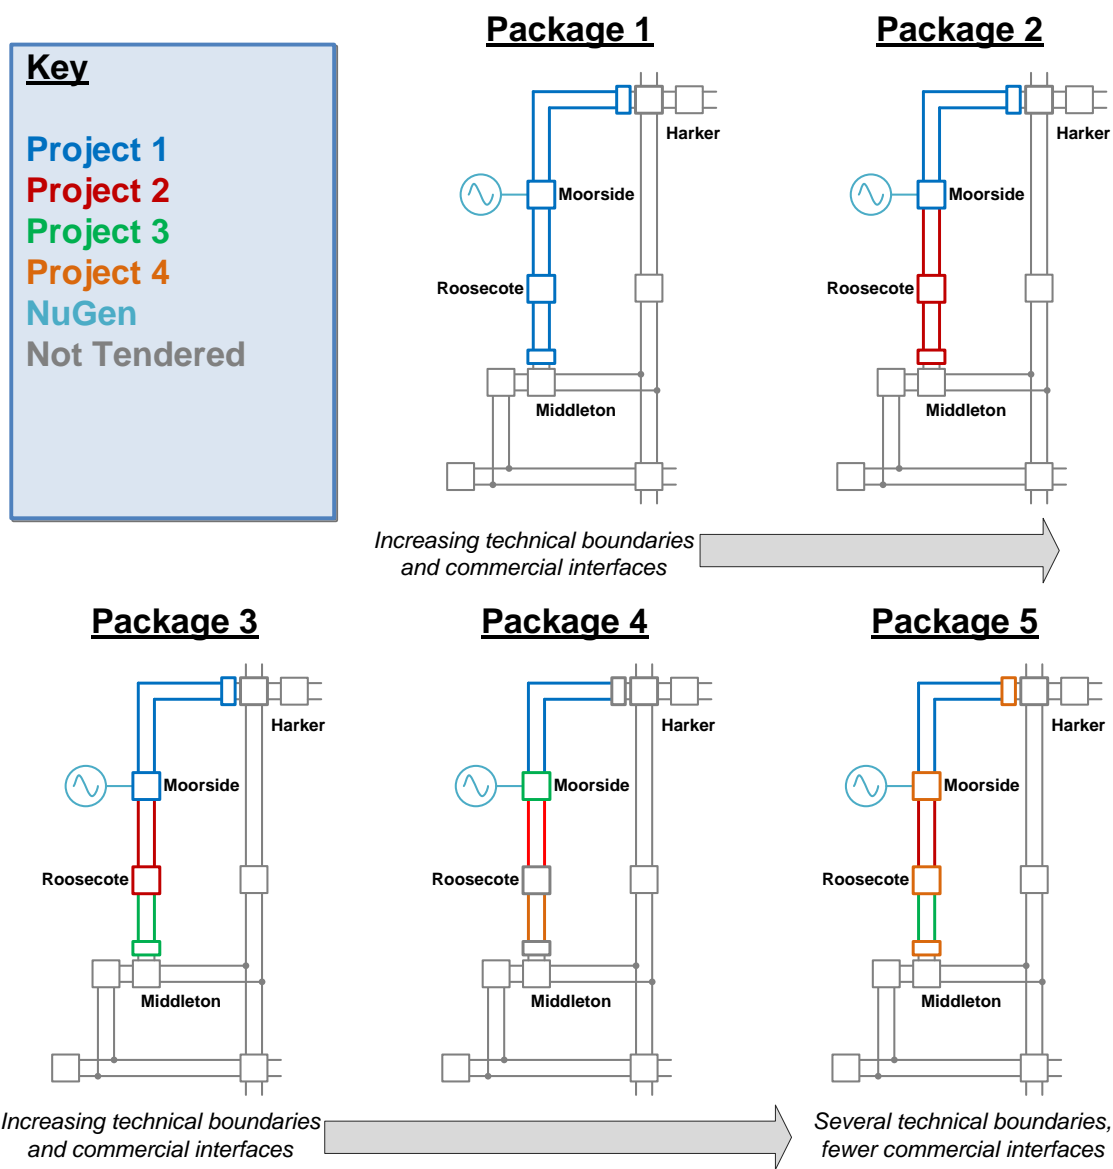 Package 1
Package 2
Key
Project 1
Project 2
Project 3
Project 4
NuGen
Not Tendered
Harker
Moorside
Roosecote
Middleton
Harker
Moorside
Roosecote
Middleton
Increasing technical boundaries
and commercial interfaces
Package 3
Package 4
Package 5
Harker
Moorside
Roosecote
Middleton
Harker
Moorside
Roosecote
Middleton
Harker
Moorside
Roosecote
Middleton
Increasing technical boundaries
and commercial interfaces
Several technical boundaries,
fewer commercial interfaces